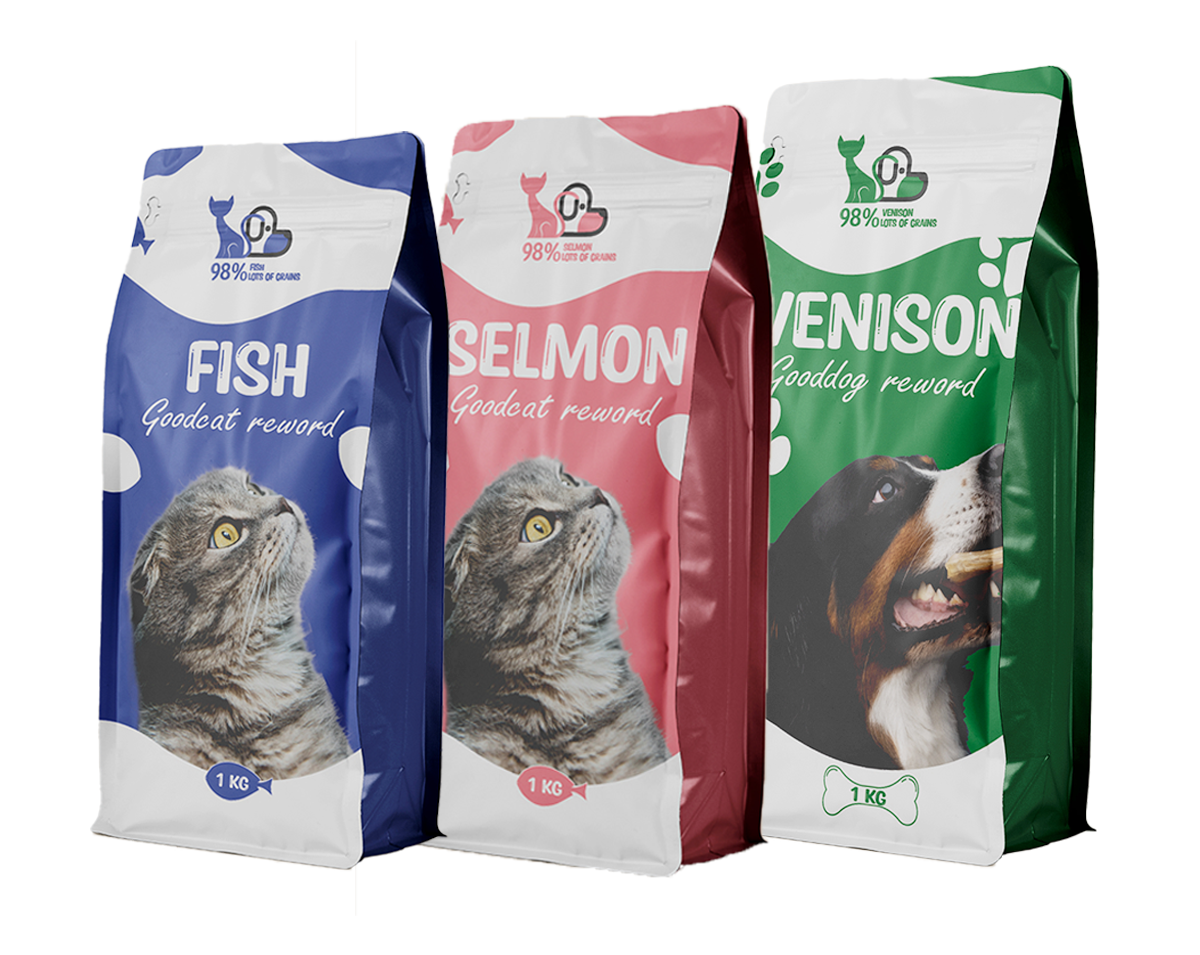 98% FISH
LOTS OF GRAINS
FISH
Goodcat reword
1 KG
98% SELMON
LOTS OF GRAINS
SELMON
Goodcat reword
1 KG
98% VENISON
LOTS OF GRAINS
VENISON
Gooddog reword
1 KG